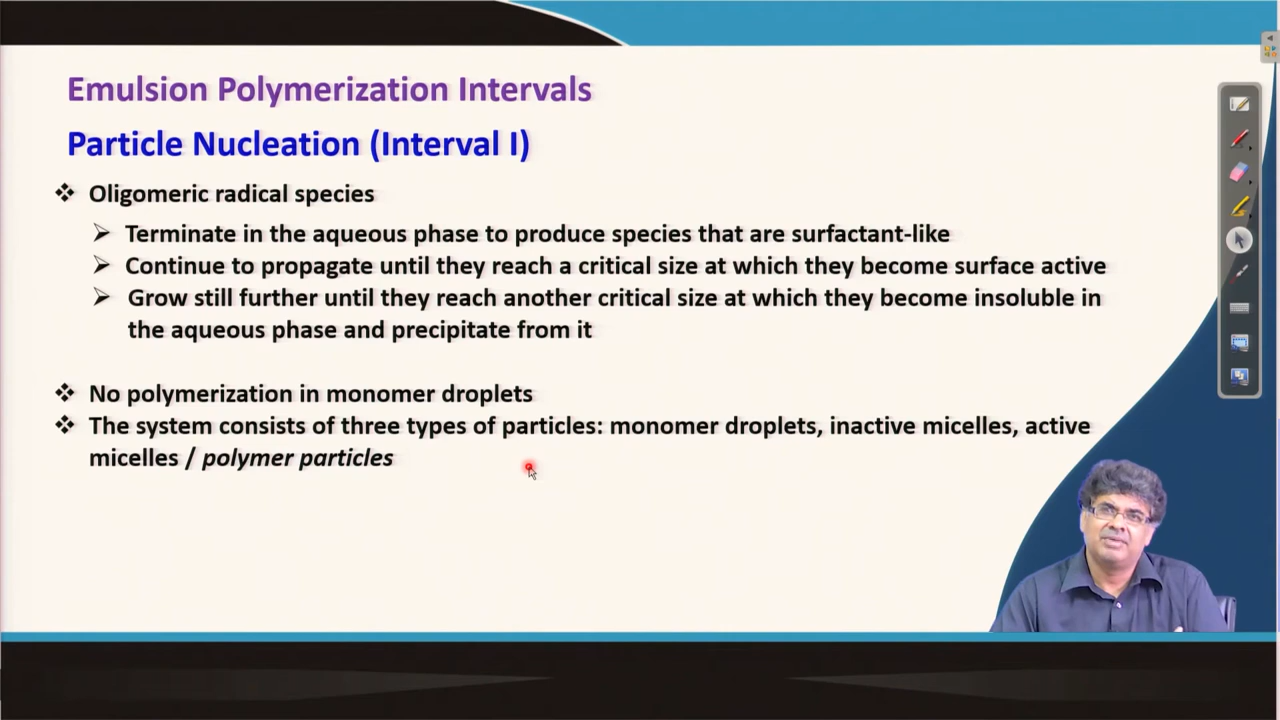 Emulsion Polymerization Intervals
Particle Nucleation (Interval I)
❖ Oligomeric radical species
➢ Terminate in the aqueous phase to produce species that are surfactant-like
➢ Continue to propagate until they reach a critical size at which they become surface active
➢ Grow still further until they reach another critical size at which they become insoluble in
the aqueous phase and precipitate from it
❖ No polymerization in monomer droplets
❖ The system consists of three types of particles: monomer droplets, inactive micelles, active
micelles / polymer particles